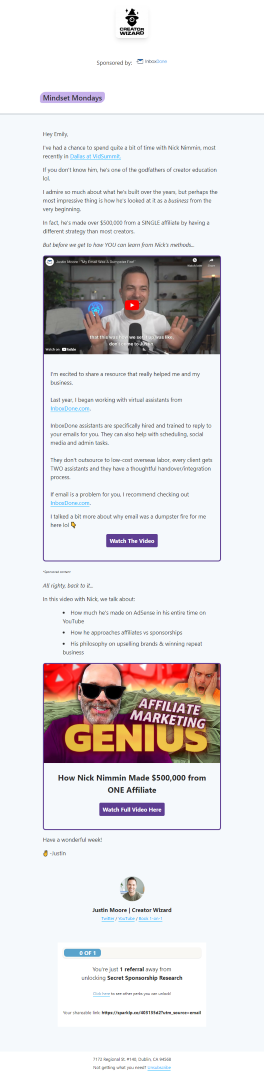 CREATOR
WIZARD
Sponsored by: InboxDone
Mindset Mondays
Hey Emily,
I've had a chance to spend quite a bit of time with Nick Nimmin, most
recently in Dallas at VidSummit.
If you don't know him, he's one of the godfathers of creator education
lol.
I admire so much about what he's built over the years, but perhaps the
most impressive thing is how he's looked at it as a business from the
very beginning.
In fact, he's made over $500,000 from a SINGLE affiliate by having a
different strategy than most creators.
But before we get to how YOU can learn from Nick's methods...
Justin Moore: "My Email Was A Dumpster Fire"
Watch on YouTube
I'm excited to share a resource that really helped me and my
business.
Last year, I began working with virtual assistants from
InboxDone.com.
InboxDone assistants are specifically hired and trained to reply to
your emails for you. They can also help with scheduling, social
media and admin tasks.
They don't outsource to low-cost overseas labor, every client gets
TWO assistants and they have a thoughtful handover/integration
process.
If email is a problem for you, I recommend checking out
InboxDone.com.
I talked a bit more about why email was a dumpster fire for me
here lol 👇
Watch The Video
*Sponsored content
All righty, back to it...
In this video with Nick, we talk about:
• How much he's made on AdSense in his entire time on
YouTube
• How he approaches affiliates vs sponsorships
• His philosophy on upselling brands & winning repeat
business
AFFILIATE
MARKETING
GENIUS
How Nick Nimmin Made $500,000 from
ONE Affiliate
Watch Full Video Here
Have a wonderful week!
-Justin
Justin Moore | Creator Wizard
Twitter / YouTube / Book 1-on-1
0 OF 1
You're just 1 referral away from
unlocking Secret Sponsorship Research
Click here to see other perks you can unlock!
Your shareable link:
7172 Regional St. #140, Dublin, CA 94568
Not getting what you need? Unsubscribe